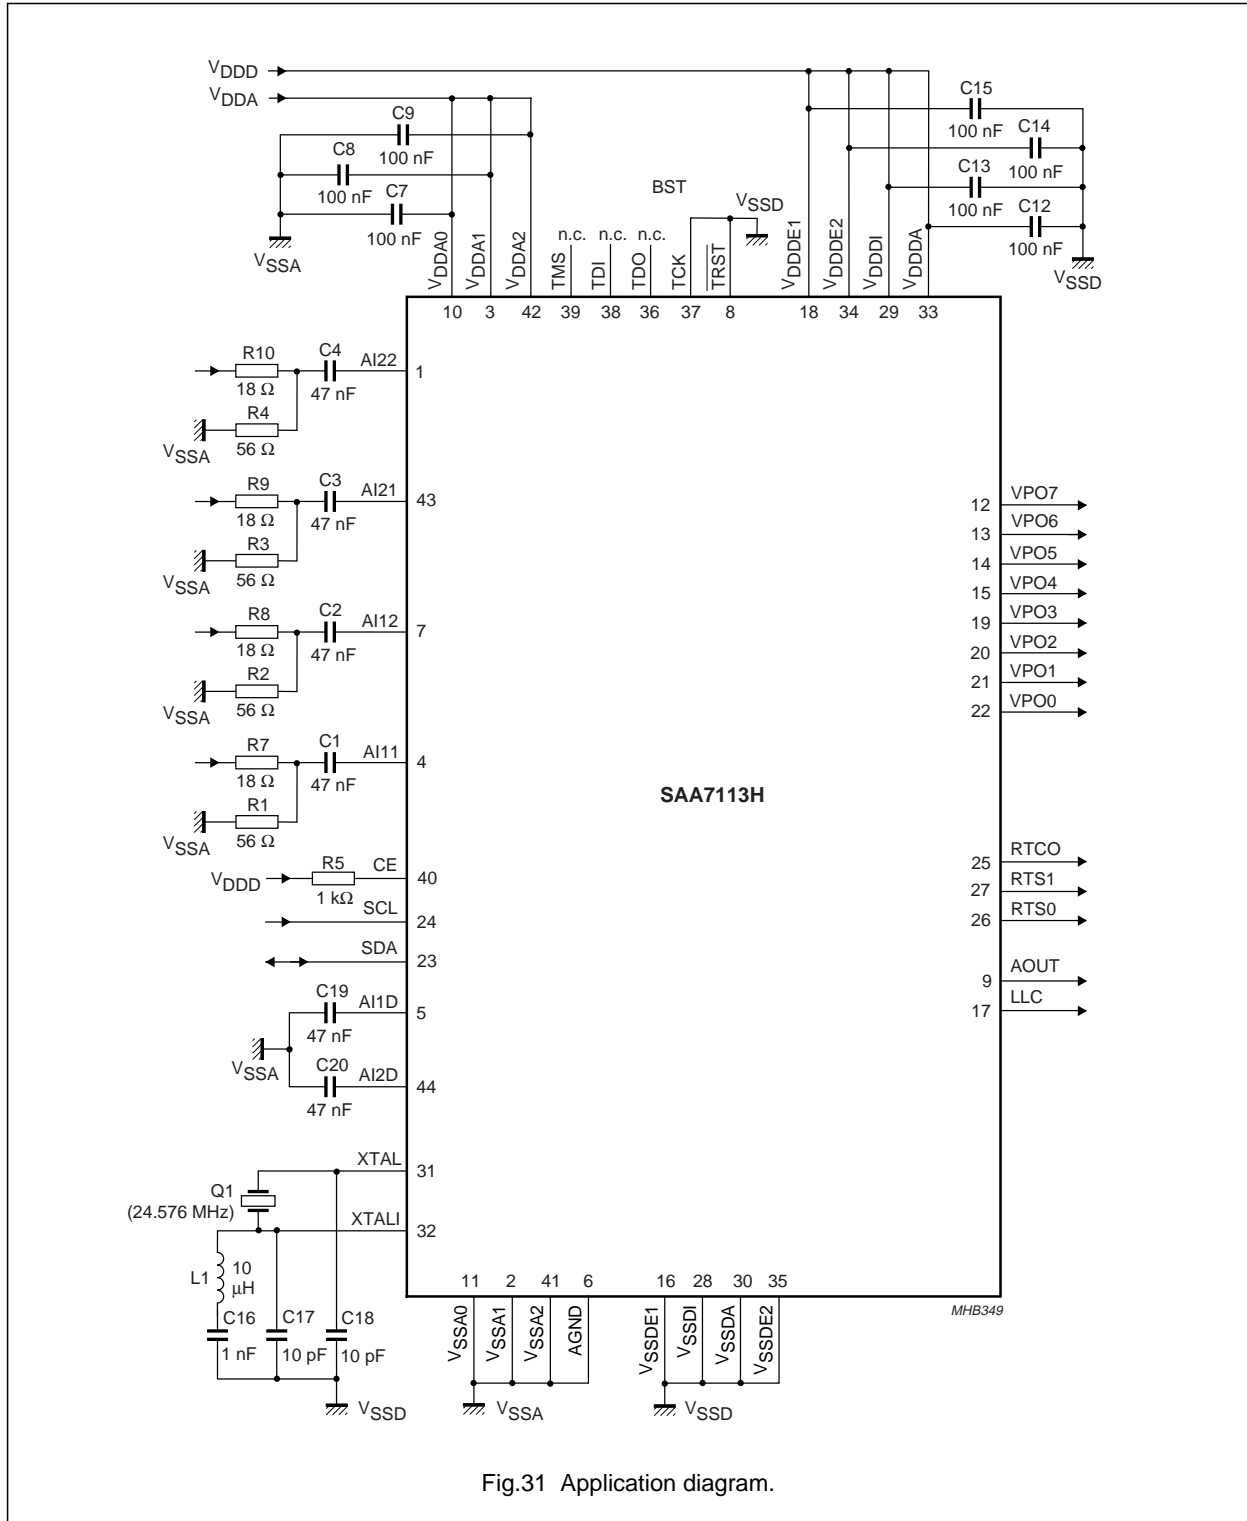 VDDD
VDDA
C9
100 nF
C8
100 nF
C7
100 nF
VSSA
C15
100 nF
C14
100 nF
C13
100 nF
C12
100 nF
VSSD
BST
VSSD
n.c. n.c. n.c.
VDDA0 VDDA1 VDDA2 TMS TDI TDO TCK TRST VDDDE1 VDDDE2 VDDDI VDDDA
10 3 42 39 38 36 37 8 18 34 29 33
R10 C4 AI22 1
18 Ω 47 nF
R4
VSSA 56 Ω
R9 C3 AI21 43
18 Ω 47 nF
R3
VSSA 56 Ω
R8 C2 AI12 7
18 Ω 47 nF
R2
VSSA 56 Ω
R7 C1 AI11 4
18 Ω 47 nF
R1
VSSA 56 Ω
VDDD R5 CE 40
1 kΩ
SCL 24
SDA 23
C19 AI1D 5
47 nF
VSSA
C20 AI2D 44
47 nF
XTAL 31
Q1
(24.576 MHz)
XTALI 32
L1 10 μH
C16 C17 C18
1 nF 10 pF 10 pF
VSSD
SAA7113H
12 VPO7
13 VPO6
14 VPO5
15 VPO4
19 VPO3
20 VPO2
21 VPO1
22 VPO0
25 RTCO
27 RTS1
26 RTS0
9 AOUT
17 LLC
11 2 41 6 16 28 30 35
VSSA0 VSSA1 VSSA2 AGND VSSDE1 VSSDI VSSDA VSSDE2
VSSA VSSD
MHB349
Fig.31 Application diagram.